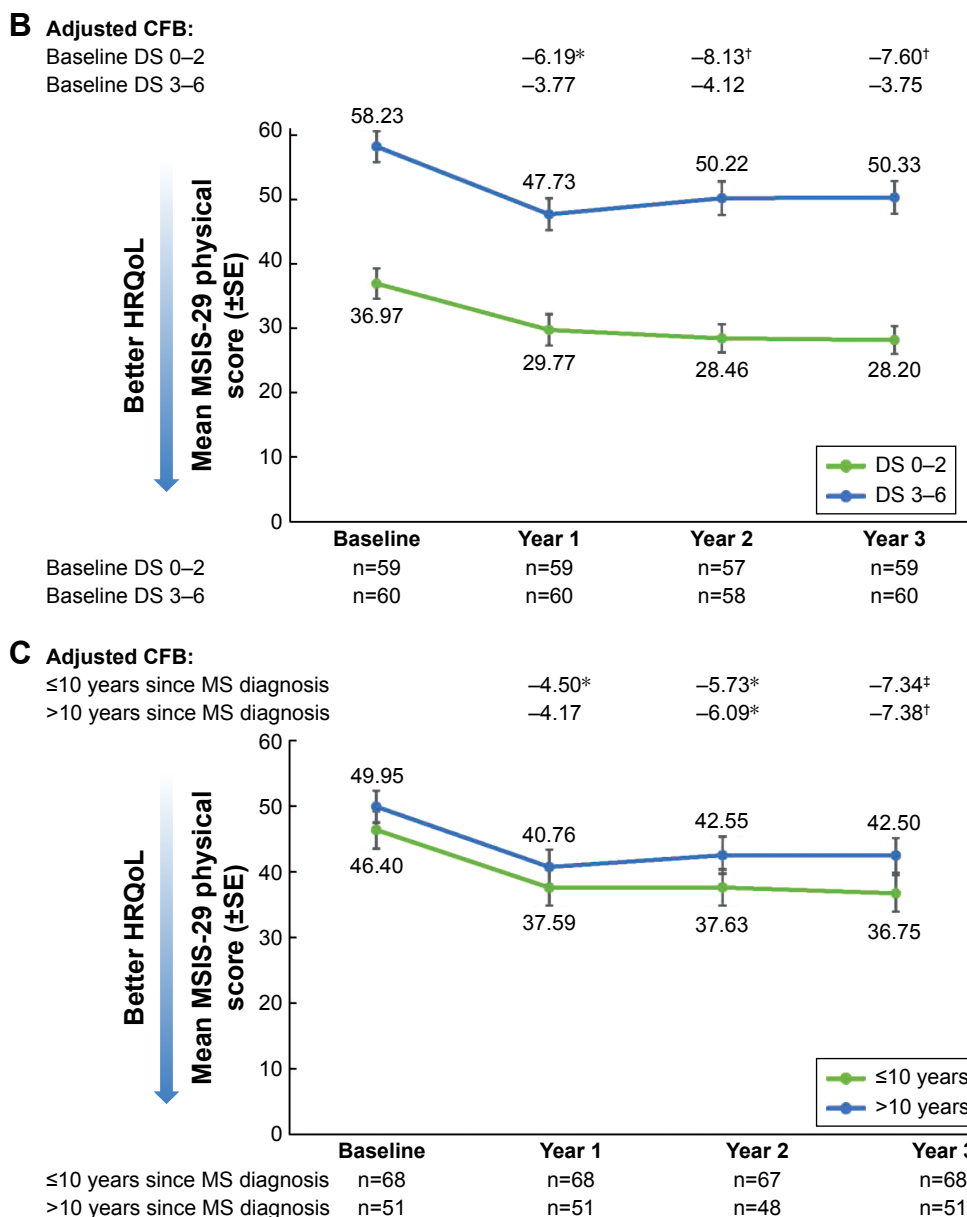 B Adjusted CFB:
Baseline DS 0–2 –6.19* –8.13† –7.60†
Baseline DS 3–6 –3.77 –4.12 –3.75
Better HRQoL
Mean MSIS-29 physical
score (±SE)
60
50
40
30
20
10
0
58.23
47.73
50.22
50.33
36.97
29.77
28.46
28.20
DS 0–2
DS 3–6
Baseline Year 1 Year 2 Year 3
Baseline DS 0–2 n=59 n=59 n=57 n=59
Baseline DS 3–6 n=60 n=60 n=58 n=60
C Adjusted CFB:
≤10 years since MS diagnosis –4.50* –5.73* –7.34‡
>10 years since MS diagnosis –4.17 –6.09* –7.38†
Better HRQoL
Mean MSIS-29 physical
score (±SE)
60
50
40
30
20
10
0
49.95
40.76
42.55
42.50
46.40
37.59
37.63
36.75
≤10 years
>10 years
Baseline Year 1 Year 2 Year 3
≤10 years since MS diagnosis n=68 n=68 n=67 n=68
>10 years since MS diagnosis n=51 n=51 n=48 n=51